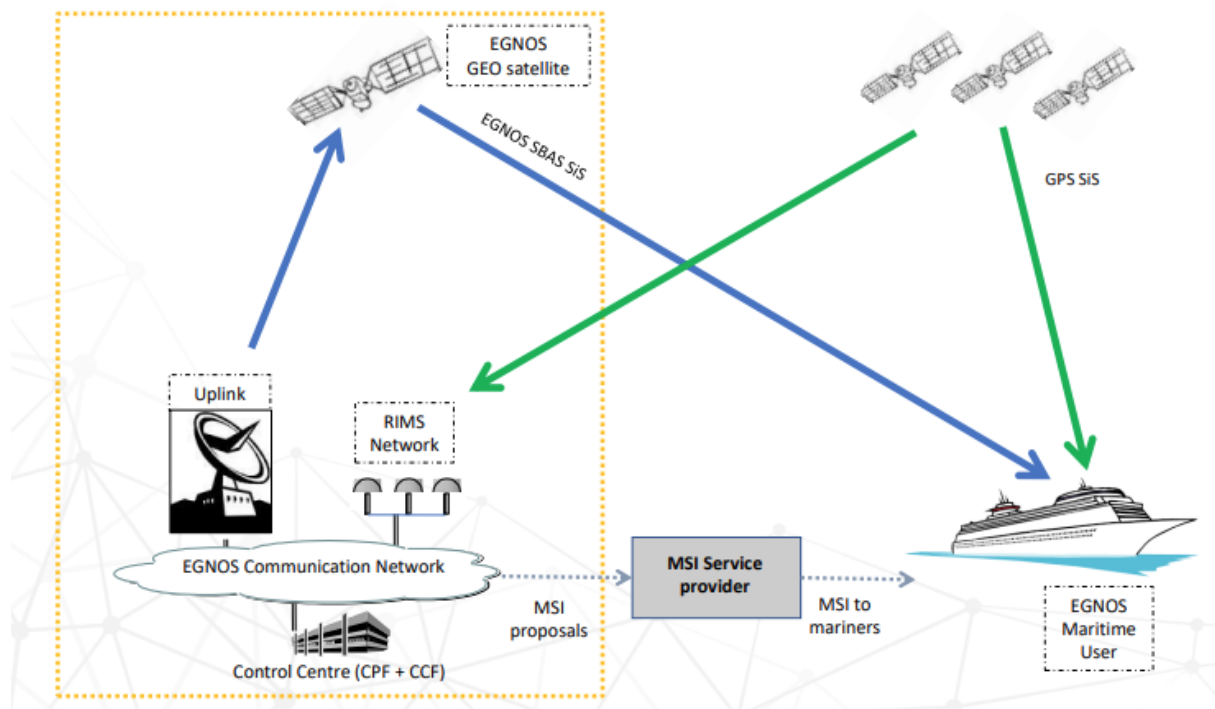 EGNOS
GEO satellite
EGNOS SBAS SiS
GPS SiS
Uplink
RIMS
Network
EGNOS Communication Network
MSI Service
provider
MSI
proposals
MSI to
mariners
EGNOS
Maritime
User
Control Centre (CPF + CCF)